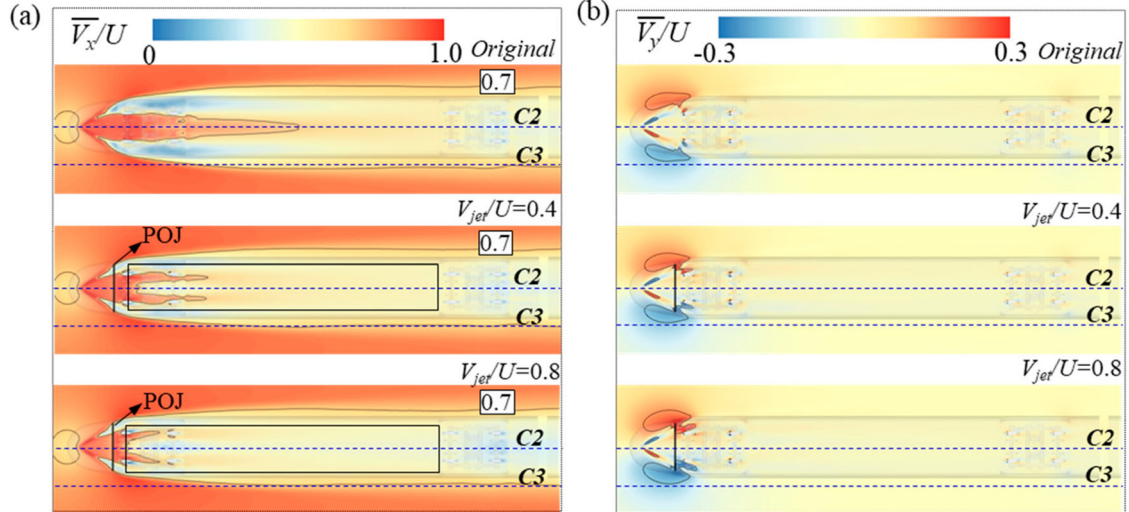 (a) V̅x̅/U 0 1.0 Original
0.7
C2
C3
Vjet/U=0.4
POJ 0.7
C2
C3
Vjet/U=0.8
POJ 0.7
C2
C3
(b) V̅y̅/U -0.3 0.3 Original
C2
C3
Vjet/U=0.4
C2
C3
Vjet/U=0.8
C2
C3